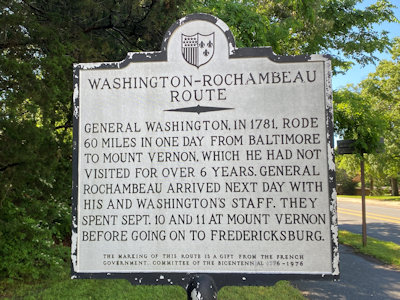 WASHINGTON-ROCHAMBEAU
ROUTE
GENERAL WASHINGTON, IN 1781, RODE
60 MILES IN ONE DAY FROM BALTIMORE
TO MOUNT VERNON, WHICH HE HAD NOT
VISITED FOR OVER 6 YEARS. GENERAL
ROCHAMBEAU ARRIVED NEXT DAY WITH
HIS AND WASHINGTON'S STAFF. THEY
SPENT SEPT. 10 AND 11 AT MOUNT VERNON
BEFORE GOING ON TO FREDERICKSBURG.
THE MARKING OF THIS ROUTE IS A GIFT FROM THE FRENCH
GOVERNMENT. COMMITTEE OF THE BICENTENNIAL 1776-1976